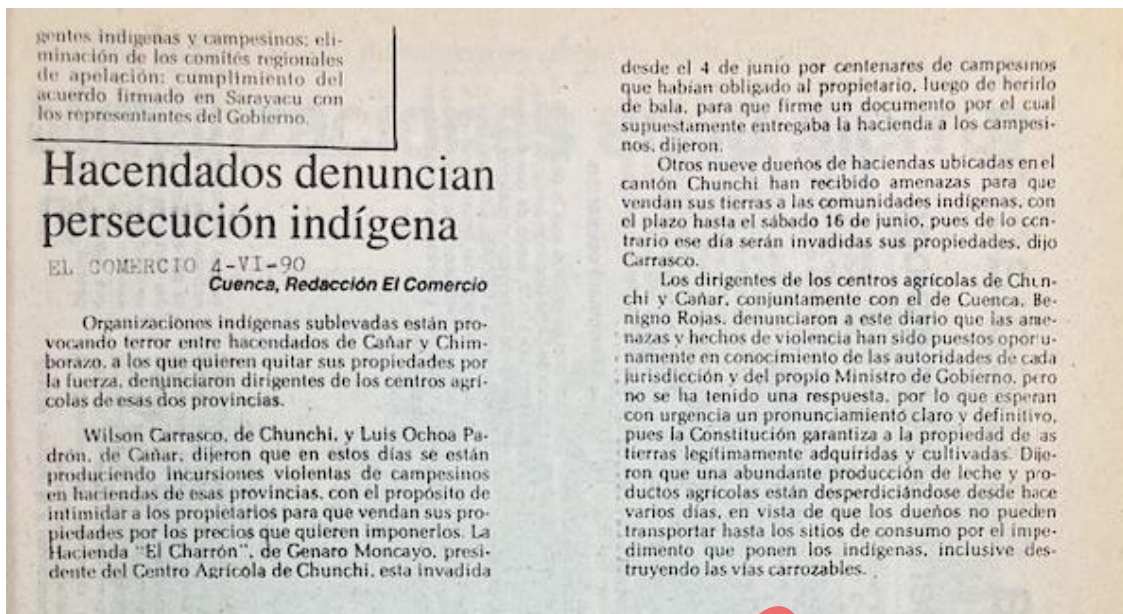 gentes indígenas y campesinos; eli-
minación de los comités regionales
de apelación; cumplimiento del
acuerdo firmado en Sarayacu con
los representantes del Gobierno.
Hacendados denuncian
persecución indígena
EL COMERCIO 4-VI-90
Cuenca, Redacción El Comercio
Organizaciones indígenas sublevadas están pro-
vocando terror entre hacendados de Cañar y Chim-
borazo, a los que quieren quitar sus propiedades por
la fuerza, denunciaron dirigentes de los centros agrí-
colas de esas dos provincias.
Wilson Carrasco, de Chunchi, y Luis Ochoa Pa-
drón, de Cañar, dijeron que en estos días se están
produciendo incursiones violentas de campesinos
en haciendas de esas provincias, con el propósito de
intimidar a los propietarios para que vendan sus pro-
piedades por los precios que quieren imponerlos. La
Hacienda "El Charrón", de Genaro Moncayo, presi-
dente del Centro Agrícola de Chunchi, esta invadida
desde el 4 de junio por centenares de campesinos
que habían obligado al propietario, luego de herirlo
de bala, para que firme un documento por el cual
supuestamente entregaba la hacienda a los campesi-
nos, dijeron.
Otros nueve dueños de haciendas ubicadas en el
cantón Chunchi han recibido amenazas para que
vendan sus tierras a las comunidades indígenas, con
el plazo hasta el sábado 16 de junio, pues de lo con-
trario ese día serán invadidas sus propiedades, dijo
Carrasco.
Los dirigentes de los centros agrícolas de Chun-
chi y Cañar, conjuntamente con el de Cuenca, Be-
nigno Rojas, denunciaron a este diario que las ame-
nazas y hechos de violencia han sido puestos oportu-
namente en conocimiento de las autoridades de cada
jurisdicción y del propio Ministro de Gobierno, pero
no se ha tenido una respuesta, por lo que esperan
con urgencia un pronunciamiento claro y definitivo,
pues la Constitución garantiza a la propiedad de as
tierras legítimamente adquiridas y cultivadas. Dije-
ron que una abundante producción de leche y pro-
ductos agrícolas están desperdiciándose desde hace
varios días, en vista de que los dueños no pueden
transportar hasta los sitios de consumo por el impe-
dimento que ponen los indígenas, inclusive des-
truyendo las vías carrozables.